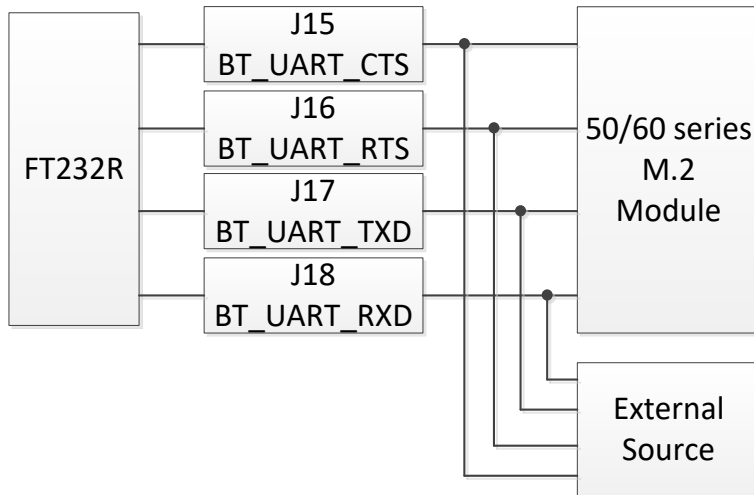 FT232R
J15
BT_UART_CTS
J16
BT_UART_RTS
J17
BT_UART_TXD
J18
BT_UART_RXD
50/60 series
M.2
Module
External
Source